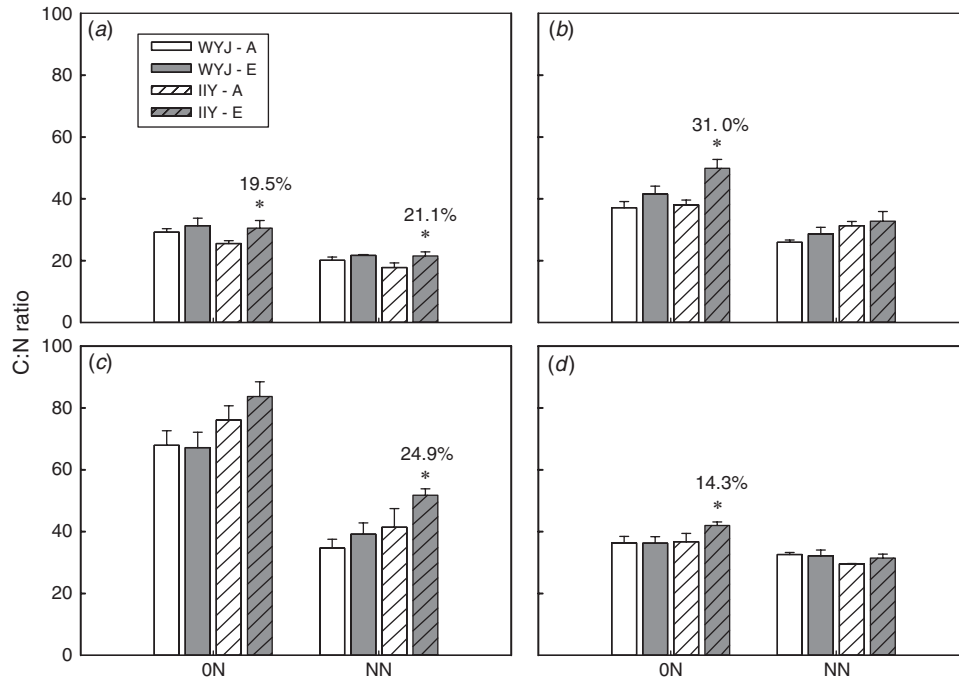 C:N ratio
100
80
60
40
20
0
(a)
WYJ - A
WYJ - E
IIY - A
IIY - E
19.5%
*
21.1%
*
(b)
31.0%
*
100
80
60
40
20
0
(c)
24.9%
*
(d)
14.3%
*
0N
NN
0N
NN